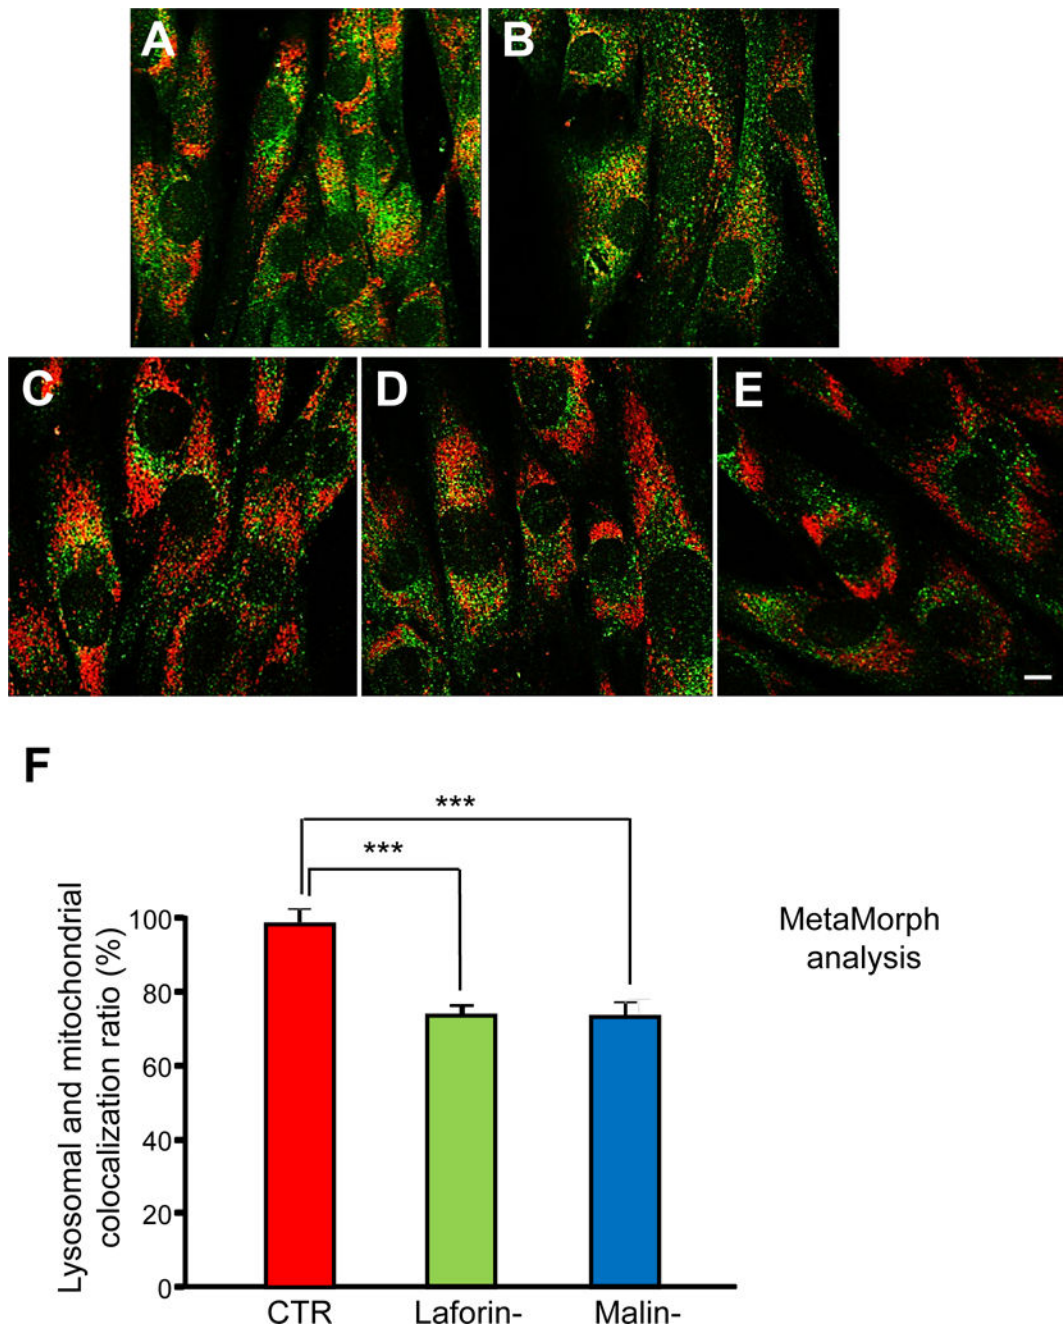 A
B
C
D
E
F
***
***
Lysosomal and mitochondrial
colocalization ratio (%)
100
80
60
40
20
0
CTR
Laforin-
Malin-
MetaMorph
analysis